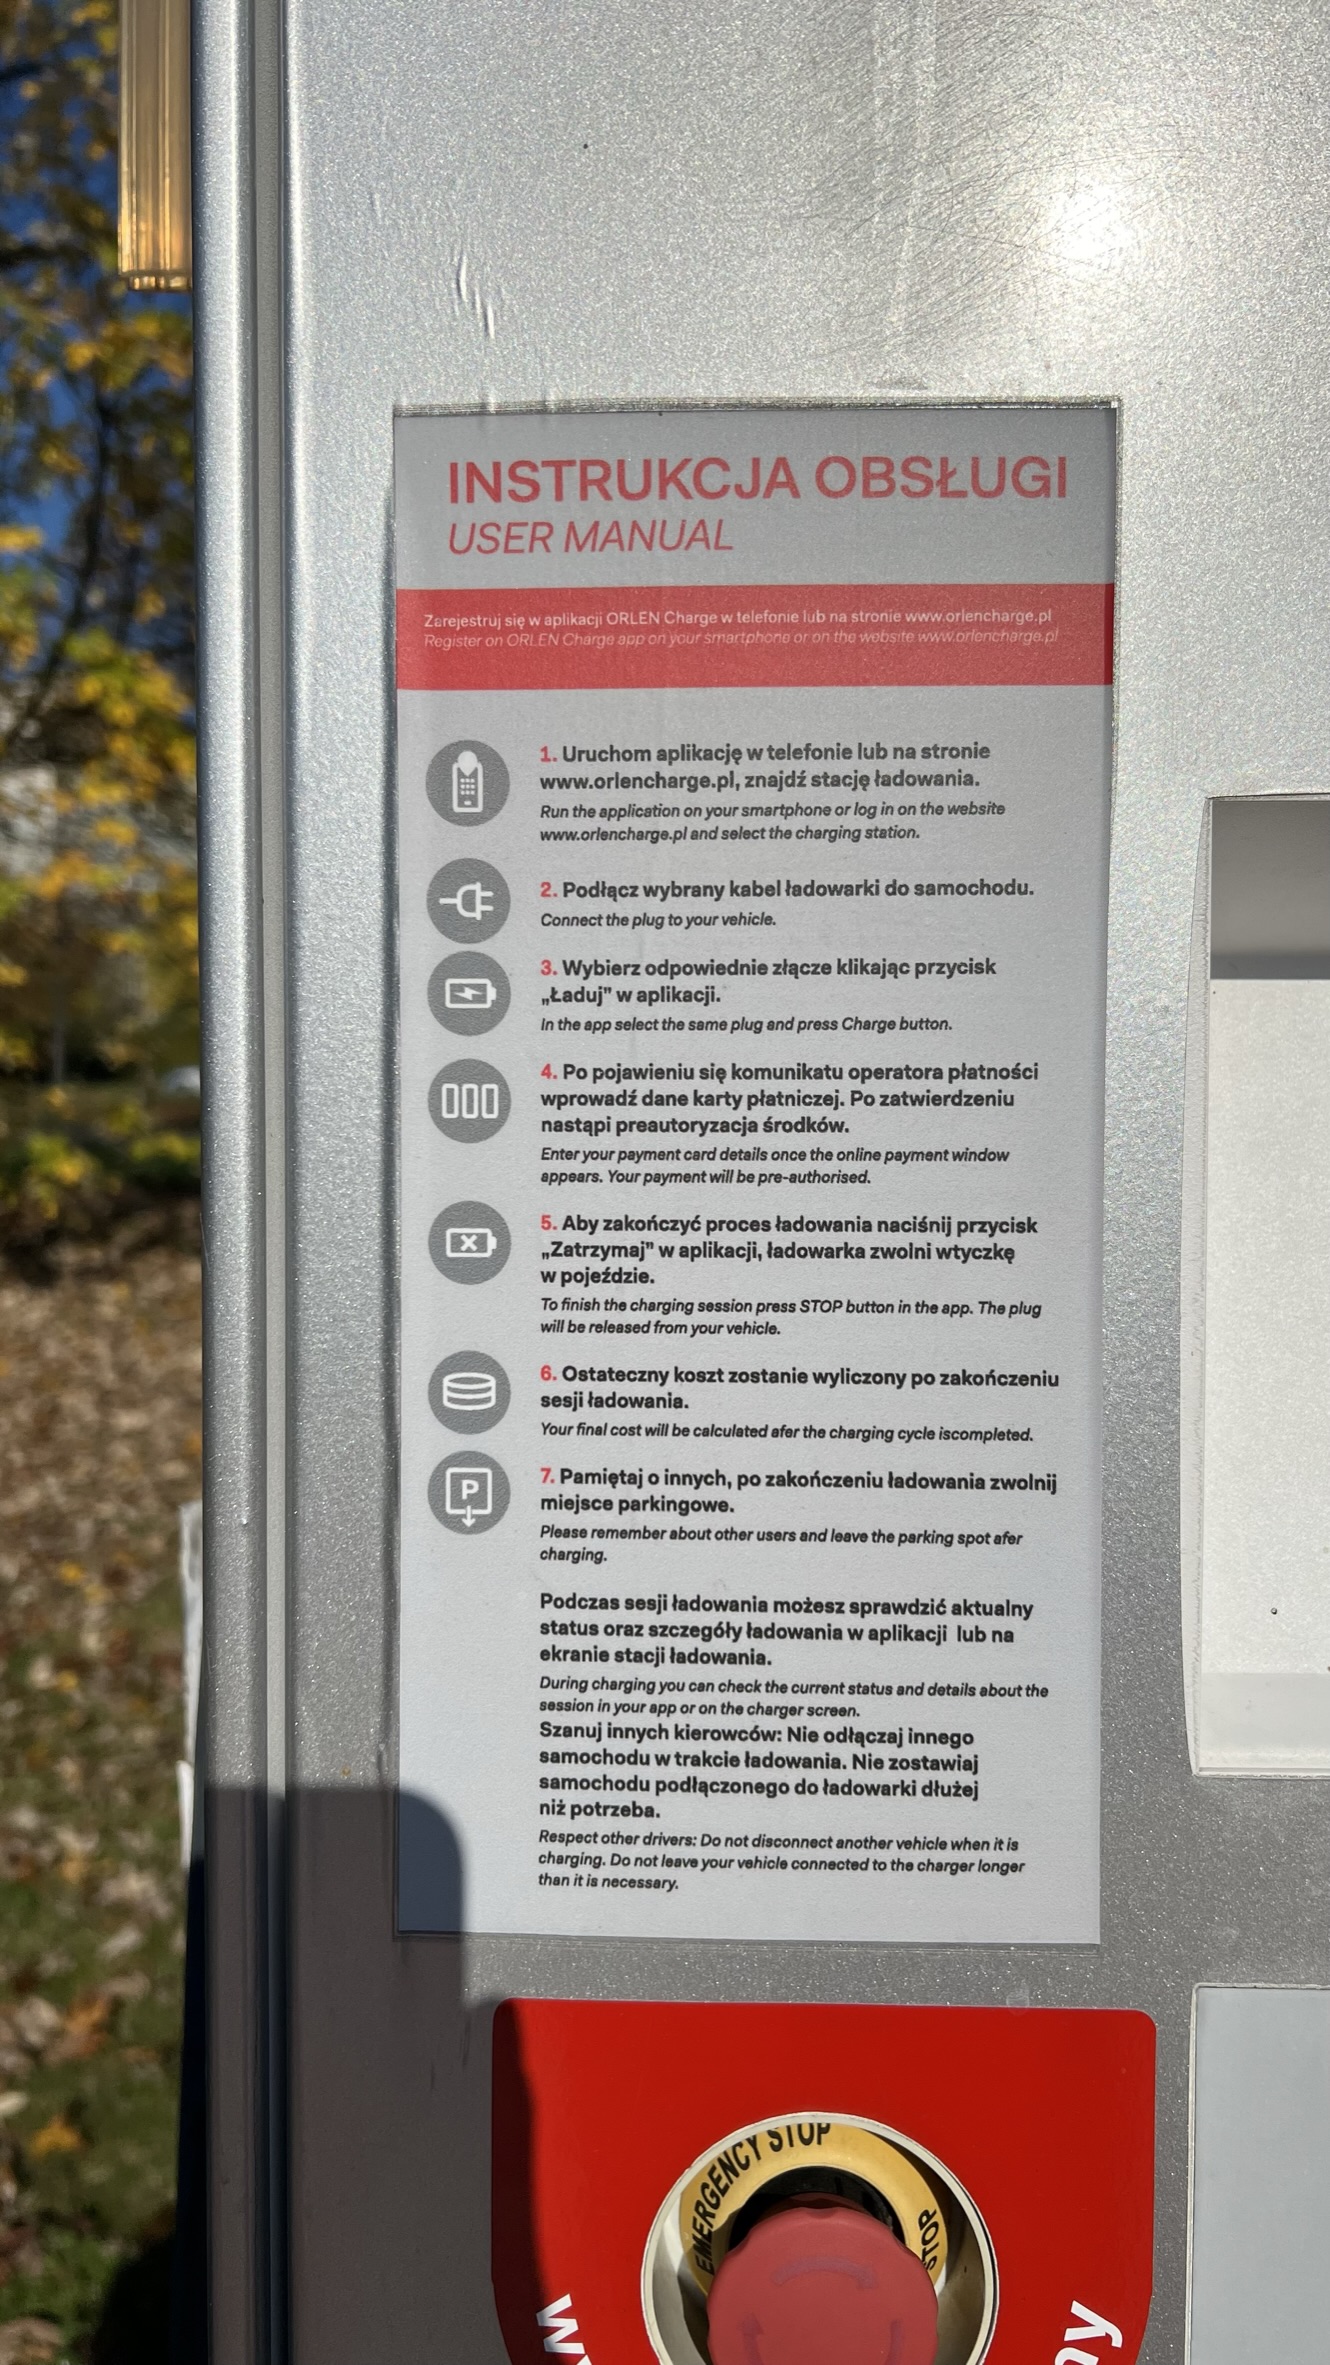 INSTRUKCJA OBSŁUGI
USER MANUAL
Zarejestruj się w aplikacji ORLEN Charge w telefonie lub na stronie www.orlencharge.pl
Register on ORLEN Charge app on your smartphone or on the website www.orlencharge.pl
1. Uruchom aplikację w telefonie lub na stronie
www.orlencharge.pl, znajdź stację ładowania.
Run the application on your smartphone or log in on the website
www.orlencharge.pl and select the charging station.
2. Podłącz wybrany kabel ładowarki do samochodu.
Connect the plug to your vehicle.
3. Wybierz odpowiednie złącze klikając przycisk
„Ładuj” w aplikacji.
In the app select the same plug and press Charge button.
4. Po pojawieniu się komunikatu operatora płatności
wprowadź dane karty płatniczej. Po zatwierdzeniu
nastąpi preautoryzacja środków.
Enter your payment card details once the online payment window
appears. Your payment will be pre-authorised.
5. Aby zakończyć proces ładowania naciśnij przycisk
„Zatrzymaj” w aplikacji, ładowarka zwolni wtyczkę
w pojeździe.
To finish the charging session press STOP button in the app. The plug
will be released from your vehicle.
6. Ostateczny koszt zostanie wyliczony po zakończeniu
sesji ładowania.
Your final cost will be calculated afer the charging cycle iscompleted.
P
7. Pamiętaj o innych, po zakończeniu ładowania zwolnij
miejsce parkingowe.
Please remember about other users and leave the parking spot afer
charging.
Podczas sesji ładowania możesz sprawdzić aktualny
status oraz szczegóły ładowania w aplikacji lub na
ekranie stacji ładowania.
During charging you can check the current status and details about the
session in your app or on the charger screen.
Szanuj innych kierowców: Nie odłączaj innego
samochodu w trakcie ładowania. Nie zostawiaj
samochodu podłączonego do ładowarki dłużej
niż potrzeba.
Respect other drivers: Do not disconnect another vehicle when it is
charging. Do not leave your vehicle connected to the charger longer
than it is necessary.
EMERGENCY STOP
STOP